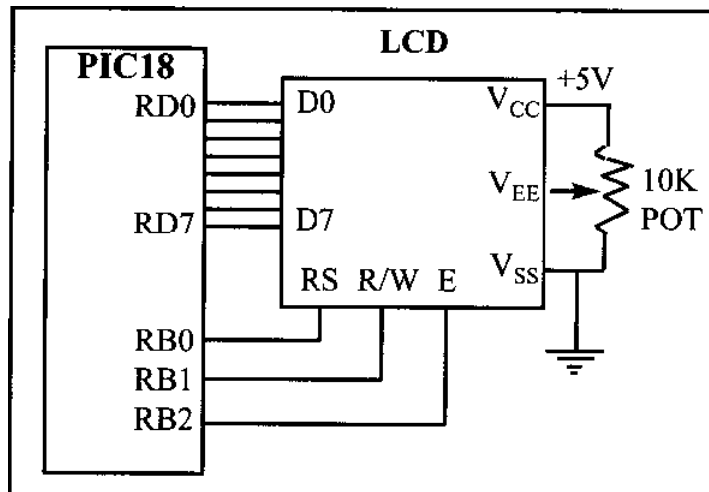 LCD
PIC18
+5V
RD0
D0
VCC
VEE
10K
POT
RD7
D7
VSS
RS R/W E
RB0
RB1
RB2